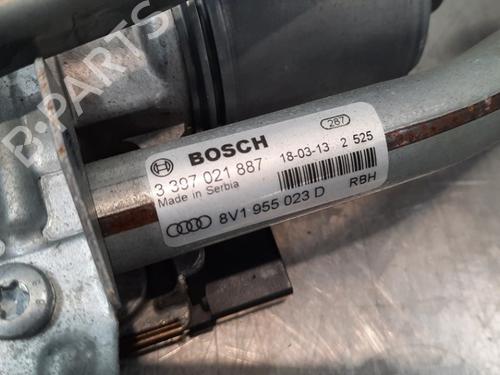 B-PARTS
287
BOSCH 18-03-13 2 525
3 397 021 887
Made in Serbia
8V1 955 023 D RBH